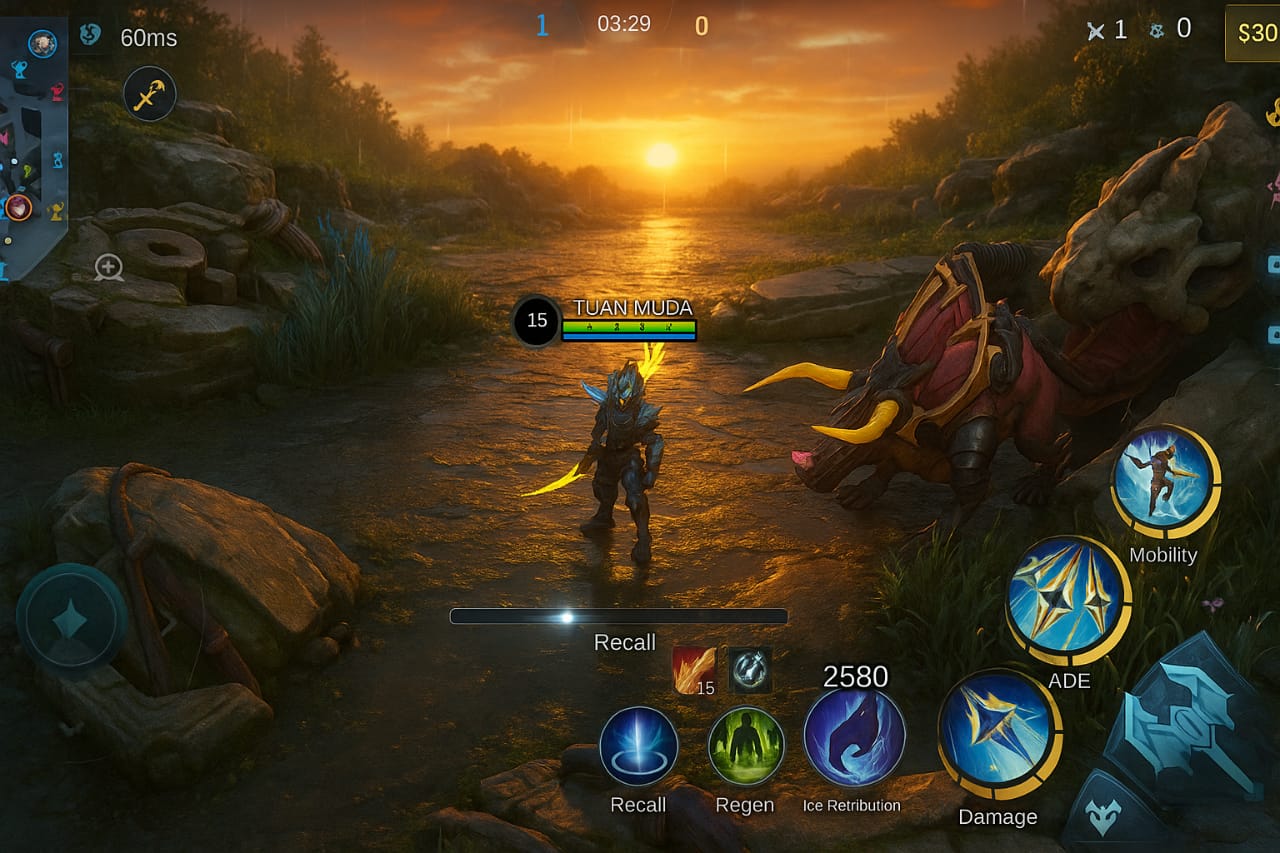 1 03:29 0
60ms
1 0
$30
TUAN MUDA
15
Recall
15
2580
Mobility
ADE
Recall Regen Ice Retribution
Damage